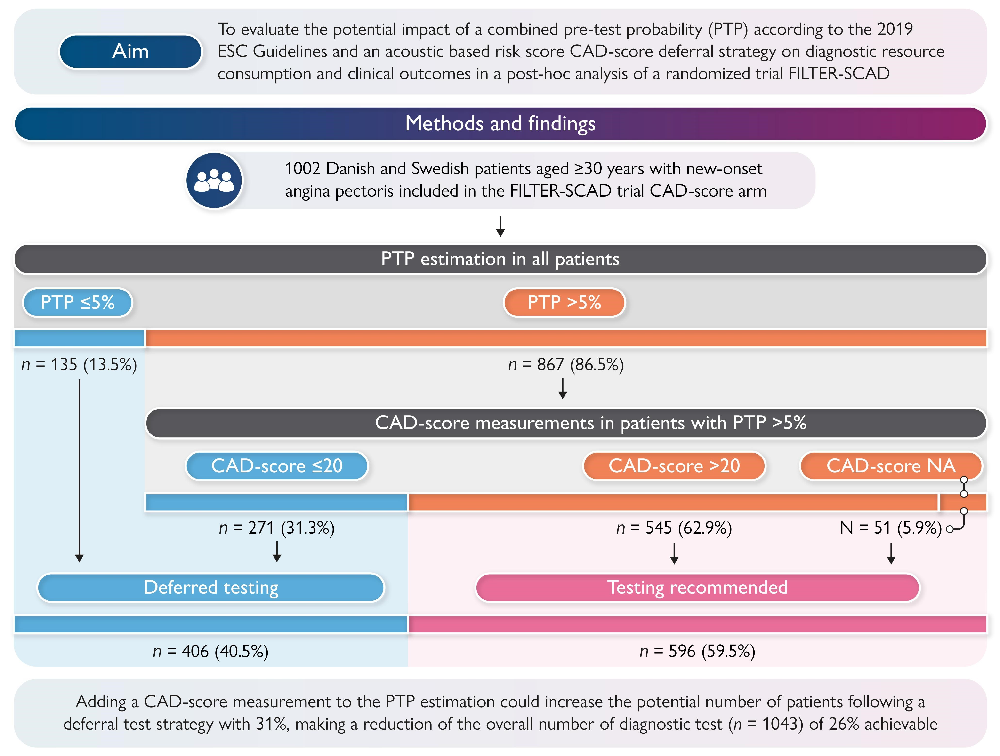 Aim
To evaluate the potential impact of a combined pre-test probability (PTP) according to the 2019
ESC Guidelines and an acoustic based risk score CAD-score deferral strategy on diagnostic resource
consumption and clinical outcomes in a post-hoc analysis of a randomized trial FILTER-SCAD
Methods and findings
1002 Danish and Swedish patients aged ≥30 years with new-onset
angina pectoris included in the FILTER-SCAD trial CAD-score arm
PTP estimation in all patients
PTP ≤5%
PTP >5%
n = 135 (13.5%)
n = 867 (86.5%)
CAD-score measurements in patients with PTP >5%
CAD-score ≤20
CAD-score >20
CAD-score NA
n = 271 (31.3%)
n = 545 (62.9%)
N = 51 (5.9%)
Deferred testing
Testing recommended
n = 406 (40.5%)
n = 596 (59.5%)
Adding a CAD-score measurement to the PTP estimation could increase the potential number of patients following a
deferral test strategy with 31%, making a reduction of the overall number of diagnostic test (n = 1043) of 26% achievable